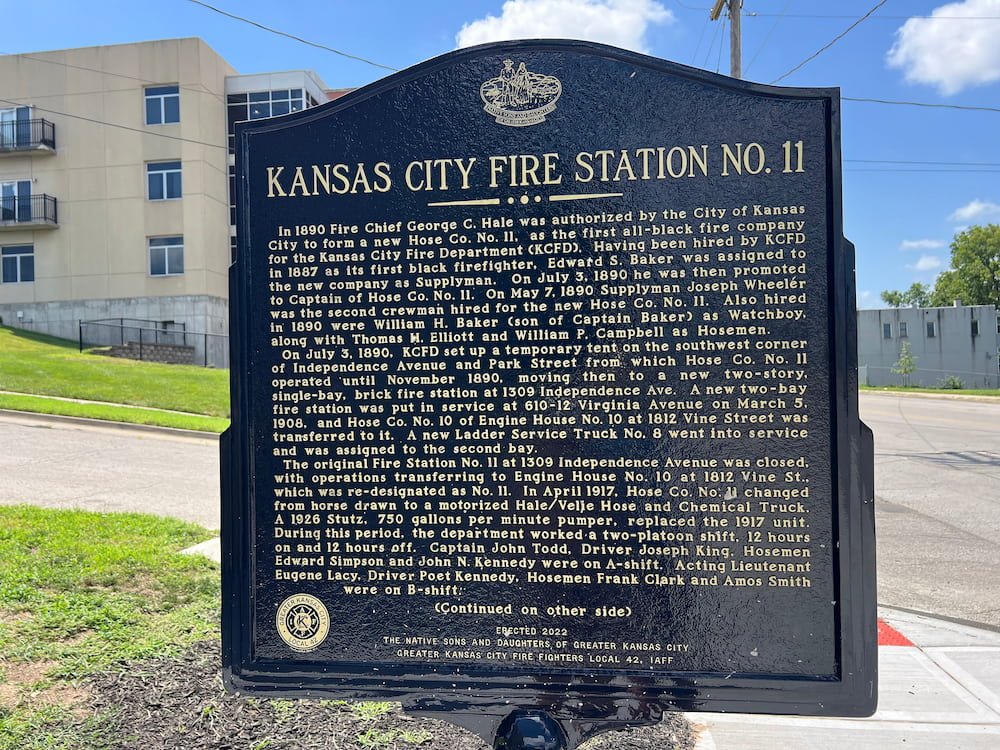 KANSAS CITY FIRE STATION NO. 11
In 1890 Fire Chief George C. Hale was authorized by the City of Kansas
City to form a new Hose Co. No. 11, as the first all-black fire company
for the Kansas City Fire Department (KCFD). Having been hired by KCFD
in 1887 as its first black firefighter, Edward S. Baker was assigned to
the new company as Supplyman. On July 3, 1890 he was then promoted
to Captain of Hose Co. No. 11. On May 7, 1890 Supplyman Joseph Wheeler
was the second crewman hired for the new Hose Co. No. 11. Also hired
in 1890 were William H. Baker (son of Captain Baker) as Watchboy,
along with Thomas H. Elliott and William P. Campbell as Hosemen.
On July 3, 1890, KCFD set up a temporary tent on the southwest corner
of Independence Avenue and Park Street from which Hose Co. No. 11
operated until November 1890, moving then to a new two-story,
single-bay, brick fire station at 1309 Independence Ave. A new two-bay
fire station was put in service at 610-12 Virginia Avenue on March 5,
1908, and Hose Co. No. 10 of Engine House No. 10 at 1812 Vine Street was
transferred to it. A new Ladder Service Truck No. 8 went into service
and was assigned to the second bay.
The original Fire Station No. 11 at 1309 Independence Avenue was closed,
with operations transferring to Engine House No. 10 at 1812 Vine St.,
which was re-designated as No. 11. In April 1917, Hose Co. No. 11 changed
from horse drawn to a motorized Hale/Velie Hose and Chemical Truck.
A 1926 Stutz, 750 gallons per minute pumper, replaced the 1917 unit.
During this period, the department worked a two-platoon shift, 12 hours
on and 12 hours off. Captain John Todd, Driver Joseph King, Hosemen
Edward Simpson and John N. Kennedy were on A-shift. Acting Lieutenant
Eugene Lacy, Driver Poet Kennedy, Hosemen Frank Clark and Amos Smith
were on B-shift.
(Continued on other side)
ERECTED 2022
THE NATIVE SONS AND DAUGHTERS OF GREATER KANSAS CITY
GREATER KANSAS CITY FIRE FIGHTERS LOCAL 42, IAFF
GREATER KANSAS CITY
LOCAL 42